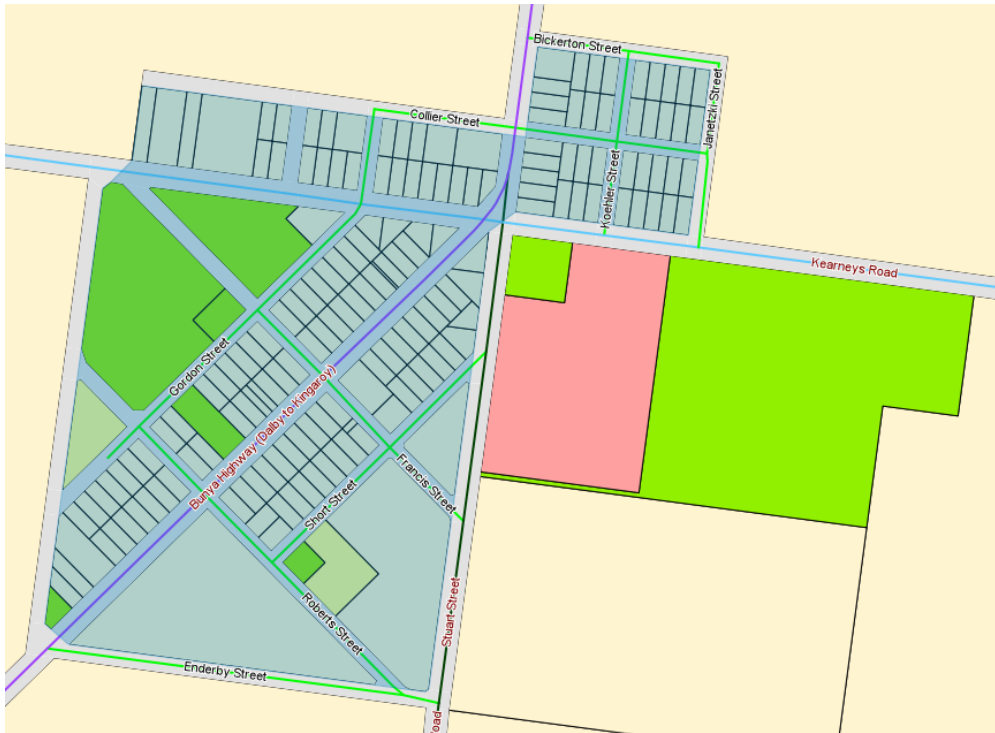 Bickerton Street
Collier Street
Janetzki Street
Koehler Street
Kearneys Road
Gordon Street
Bunya Highway (Dalby to Kingaroy)
Francis Street
Short Street
Roberts Street
Stuart Street
Enderby Street
oad